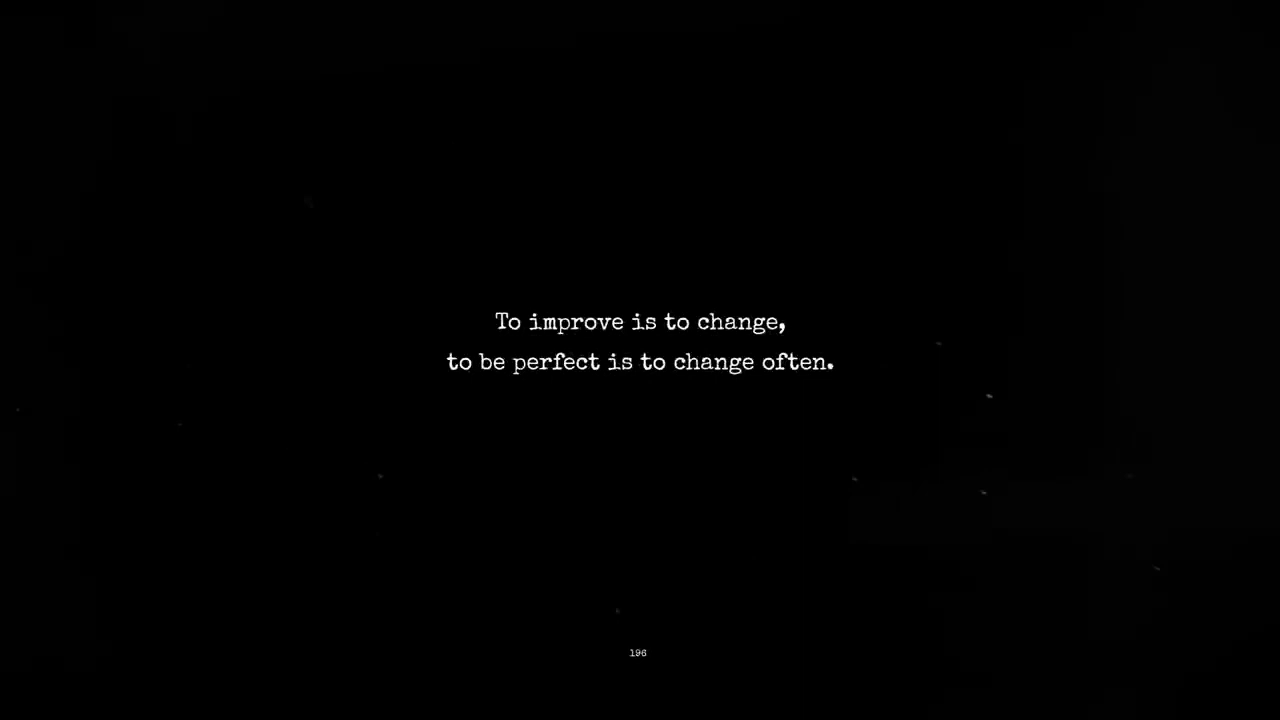 To improve is to change,
to be perfect is to change often.
196